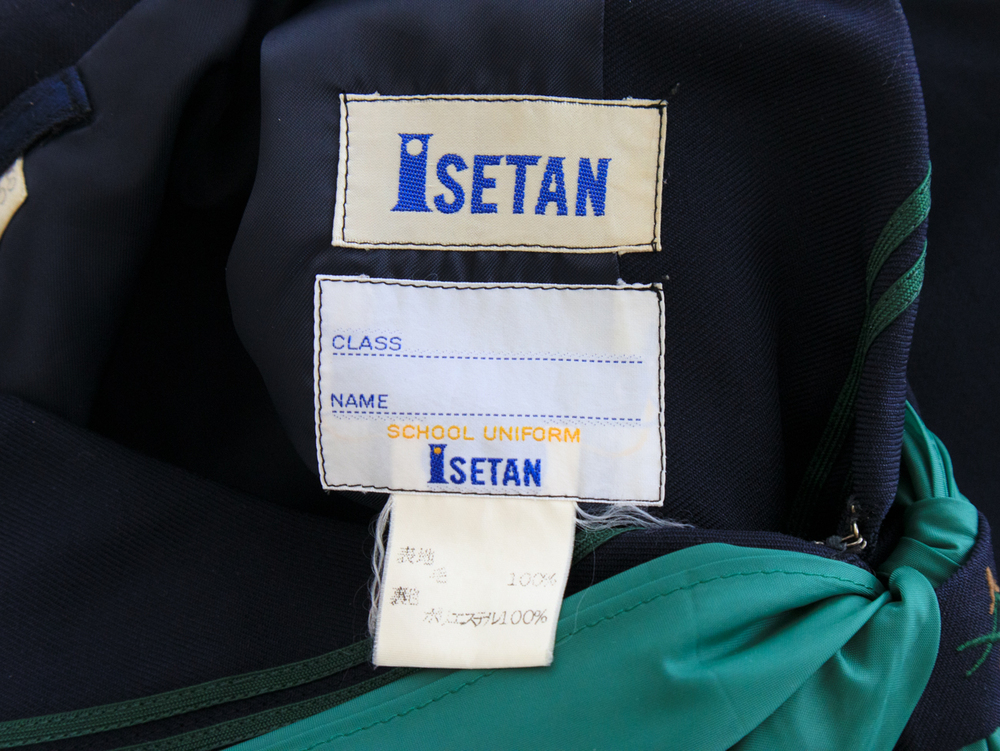 ISETAN
CLASS
NAME
SCHOOL UNIFORM
ISETAN
表地
毛 100%
裏地
ポリエステル100%